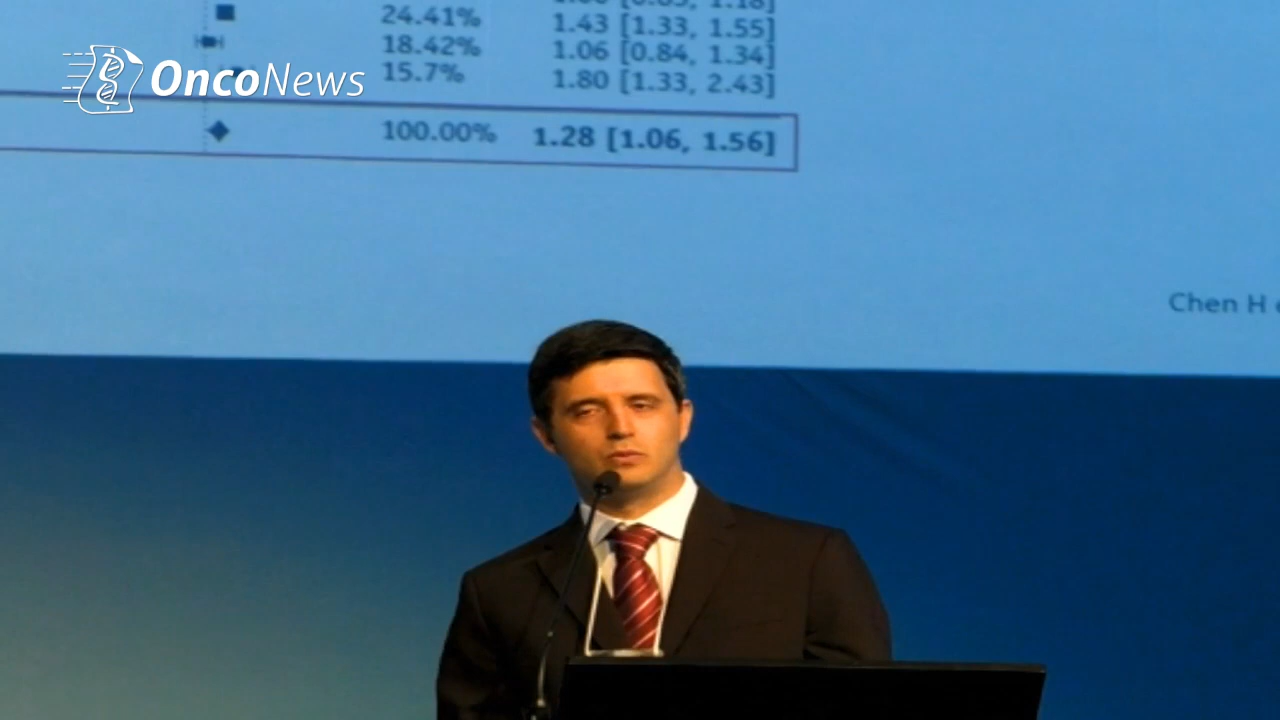 24.41% 1.43 [1.33, 1.55]
18.42% 1.06 [0.84, 1.34]
15.7% 1.80 [1.33, 2.43]
OncoNews
100.00% 1.28 [1.06, 1.56]
Chen H